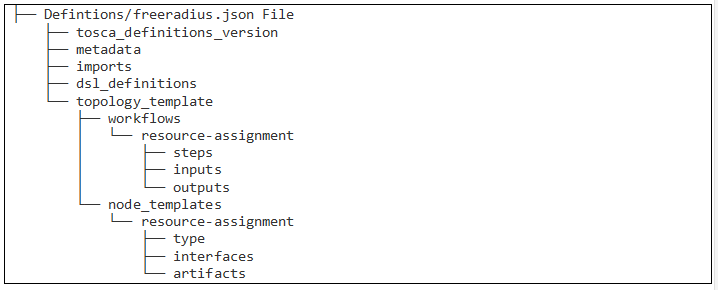 ├── Defintions/freeradius.json File
├── tosca_definitions_version
├── metadata
├── imports
├── dsl_definitions
└── topology_template
├── workflows
│ └── resource-assignment
│ ├── steps
│ ├── inputs
│ └── outputs
└── node_templates
└── resource-assignment
├── type
├── interfaces
└── artifacts